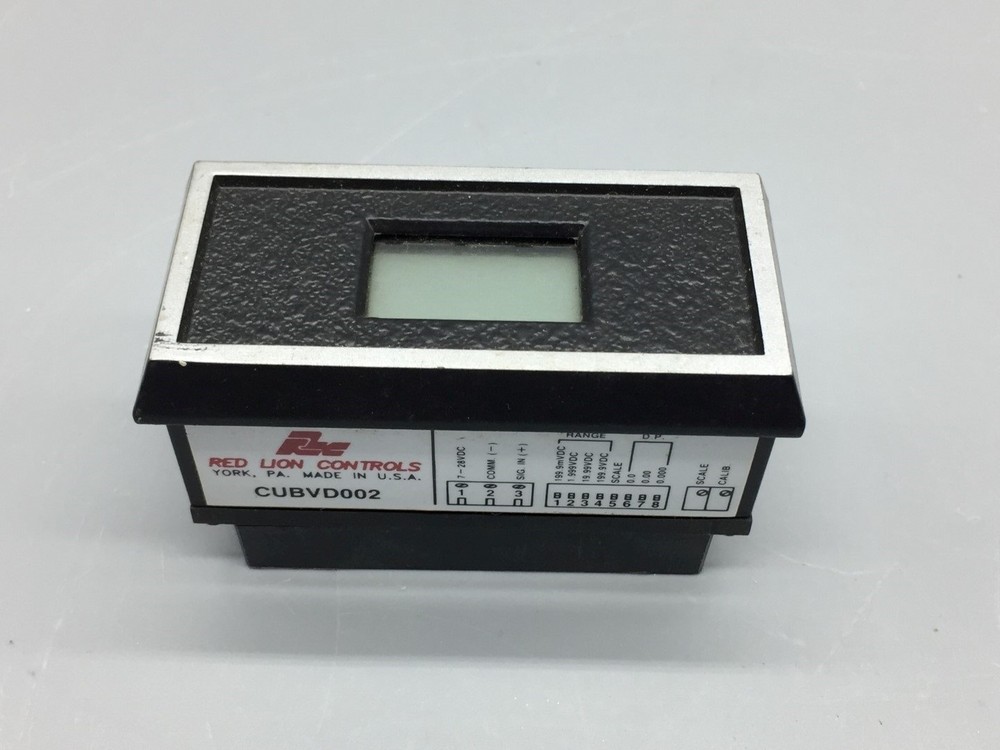 RLC
RED LION CONTROLS
YORK, PA. MADE IN U.S.A.
CUBVD002
7-28VDC
COMM. (-)
SIG. IN (+)
1 2 3
RANGE
D.P.
199.9mVDC
1.999VDC
19.99VDC
199.9VDC
SCALE
0.0
0.00
0.000
1 2 3 4 5 6 7 8
SCALE
CALIB.